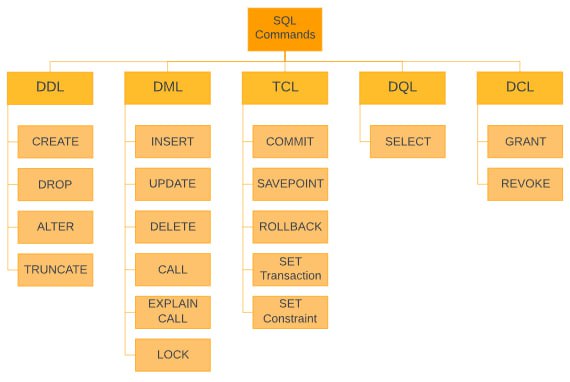 SQL
Commands
DDL
DML
TCL
DQL
DCL
CREATE
DROP
ALTER
TRUNCATE
INSERT
UPDATE
DELETE
CALL
EXPLAIN
CALL
LOCK
COMMIT
SAVEPOINT
ROLLBACK
SET
Transaction
SET
Constraint
SELECT
GRANT
REVOKE